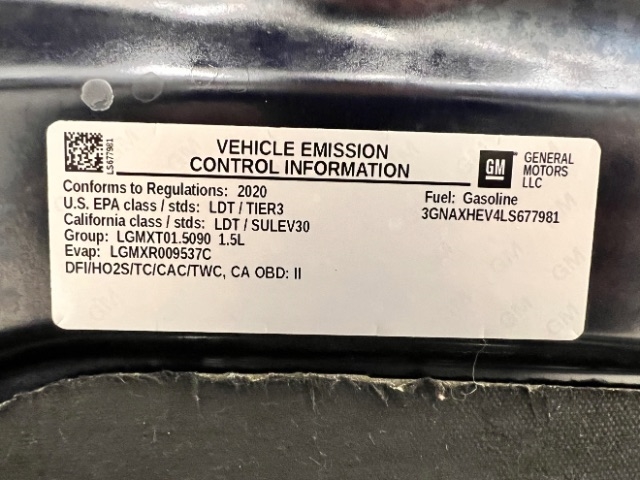 LS677981
VEHICLE EMISSION
CONTROL INFORMATION
GM
GENERAL
MOTORS
LLC
Conforms to Regulations: 2020
U.S. EPA class / stds: LDT / TIER3
California class / stds: LDT / SULEV30
Group: LGMXT01.5090 1.5L
Evap: LGMXR009537C
DFI/HO2S/TC/CAC/TWC, CA OBD: II
Fuel: Gasoline
3GNAXHEV4LS677981